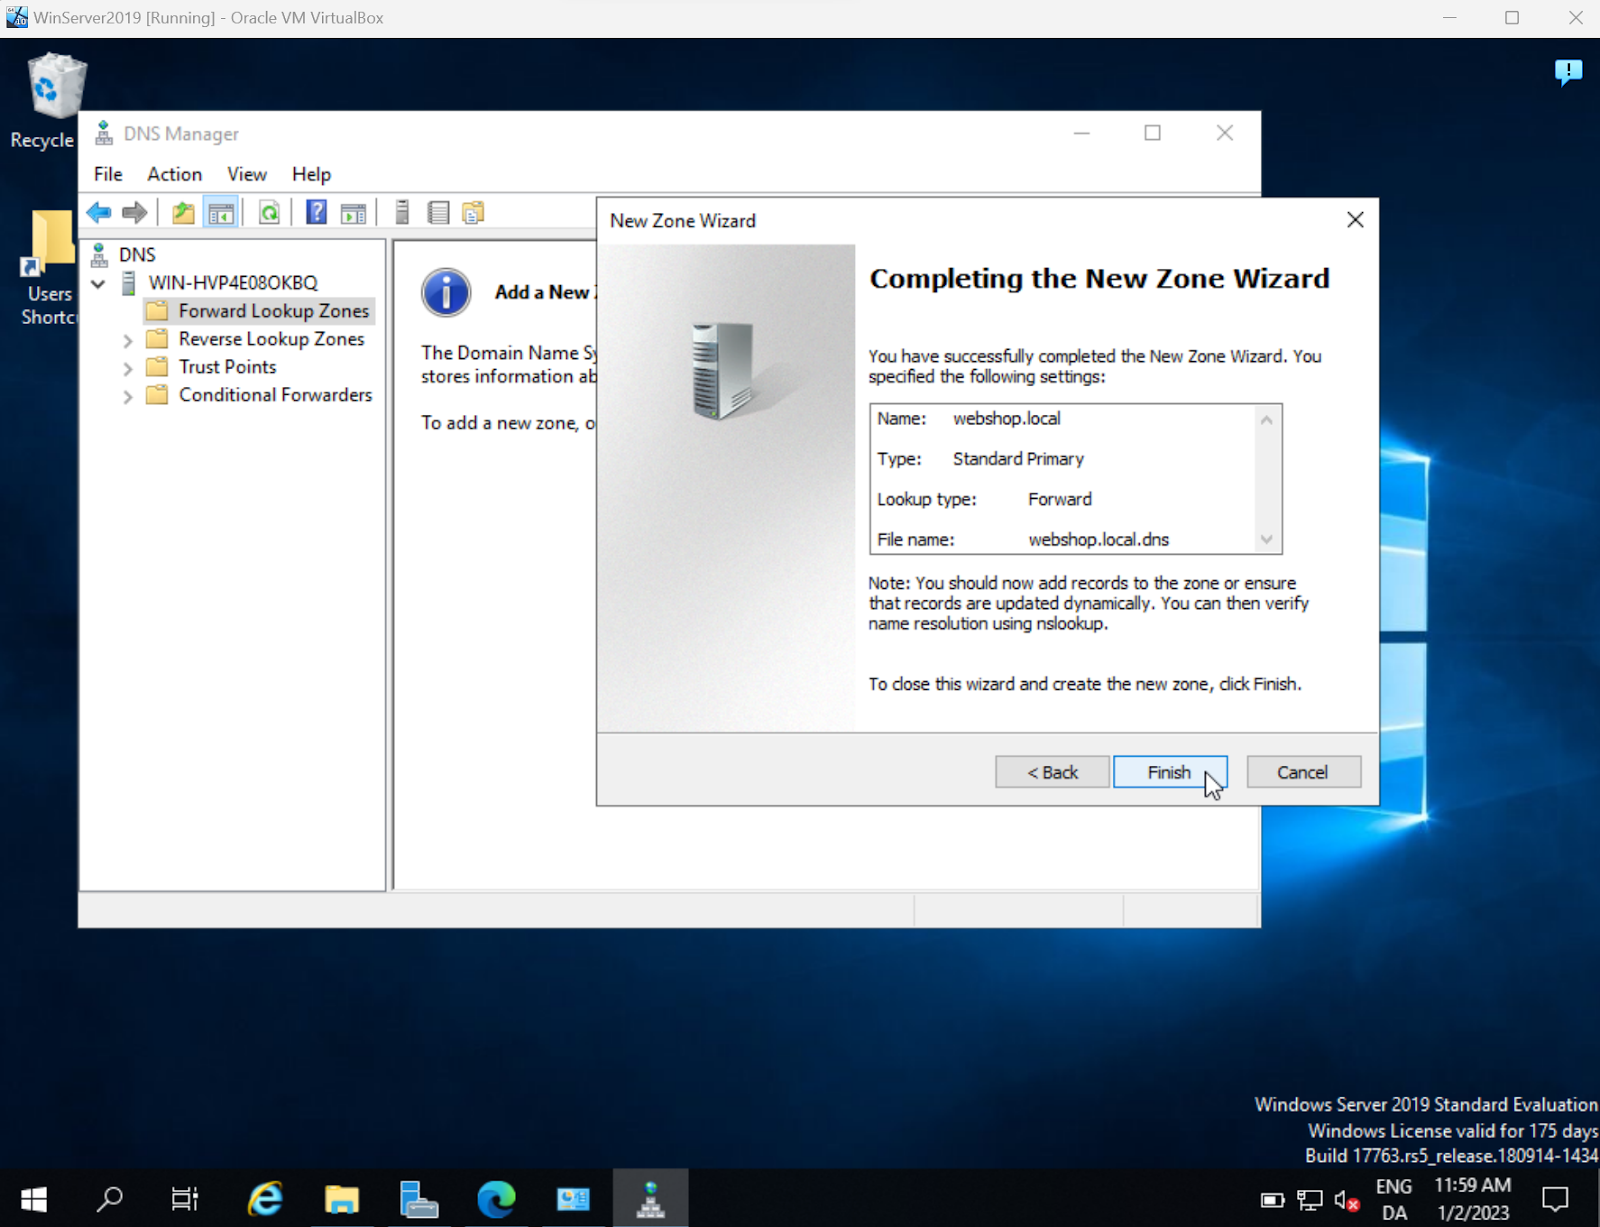 WinServer2019 [Running] - Oracle VM VirtualBox
Recycle
Users
Shortc
DNS Manager
File Action View Help
DNS
WIN-HVP4E08OKBQ
Forward Lookup Zones
Reverse Lookup Zones
Trust Points
Conditional Forwarders
Add a New
The Domain Name Sy
stores information ab
To add a new zone, o
New Zone Wizard
Completing the New Zone Wizard
You have successfully completed the New Zone Wizard. You
specified the following settings:
Name: webshop.local
Type: Standard Primary
Lookup type: Forward
File name: webshop.local.dns
Note: You should now add records to the zone or ensure
that records are updated dynamically. You can then verify
name resolution using nslookup.
To close this wizard and create the new zone, click Finish.
< Back Finish Cancel
Windows Server 2019 Standard Evaluation
Windows License valid for 175 days
Build 17763.rs5_release.180914-1434
ENG
DA
11:59 AM
1/2/2023